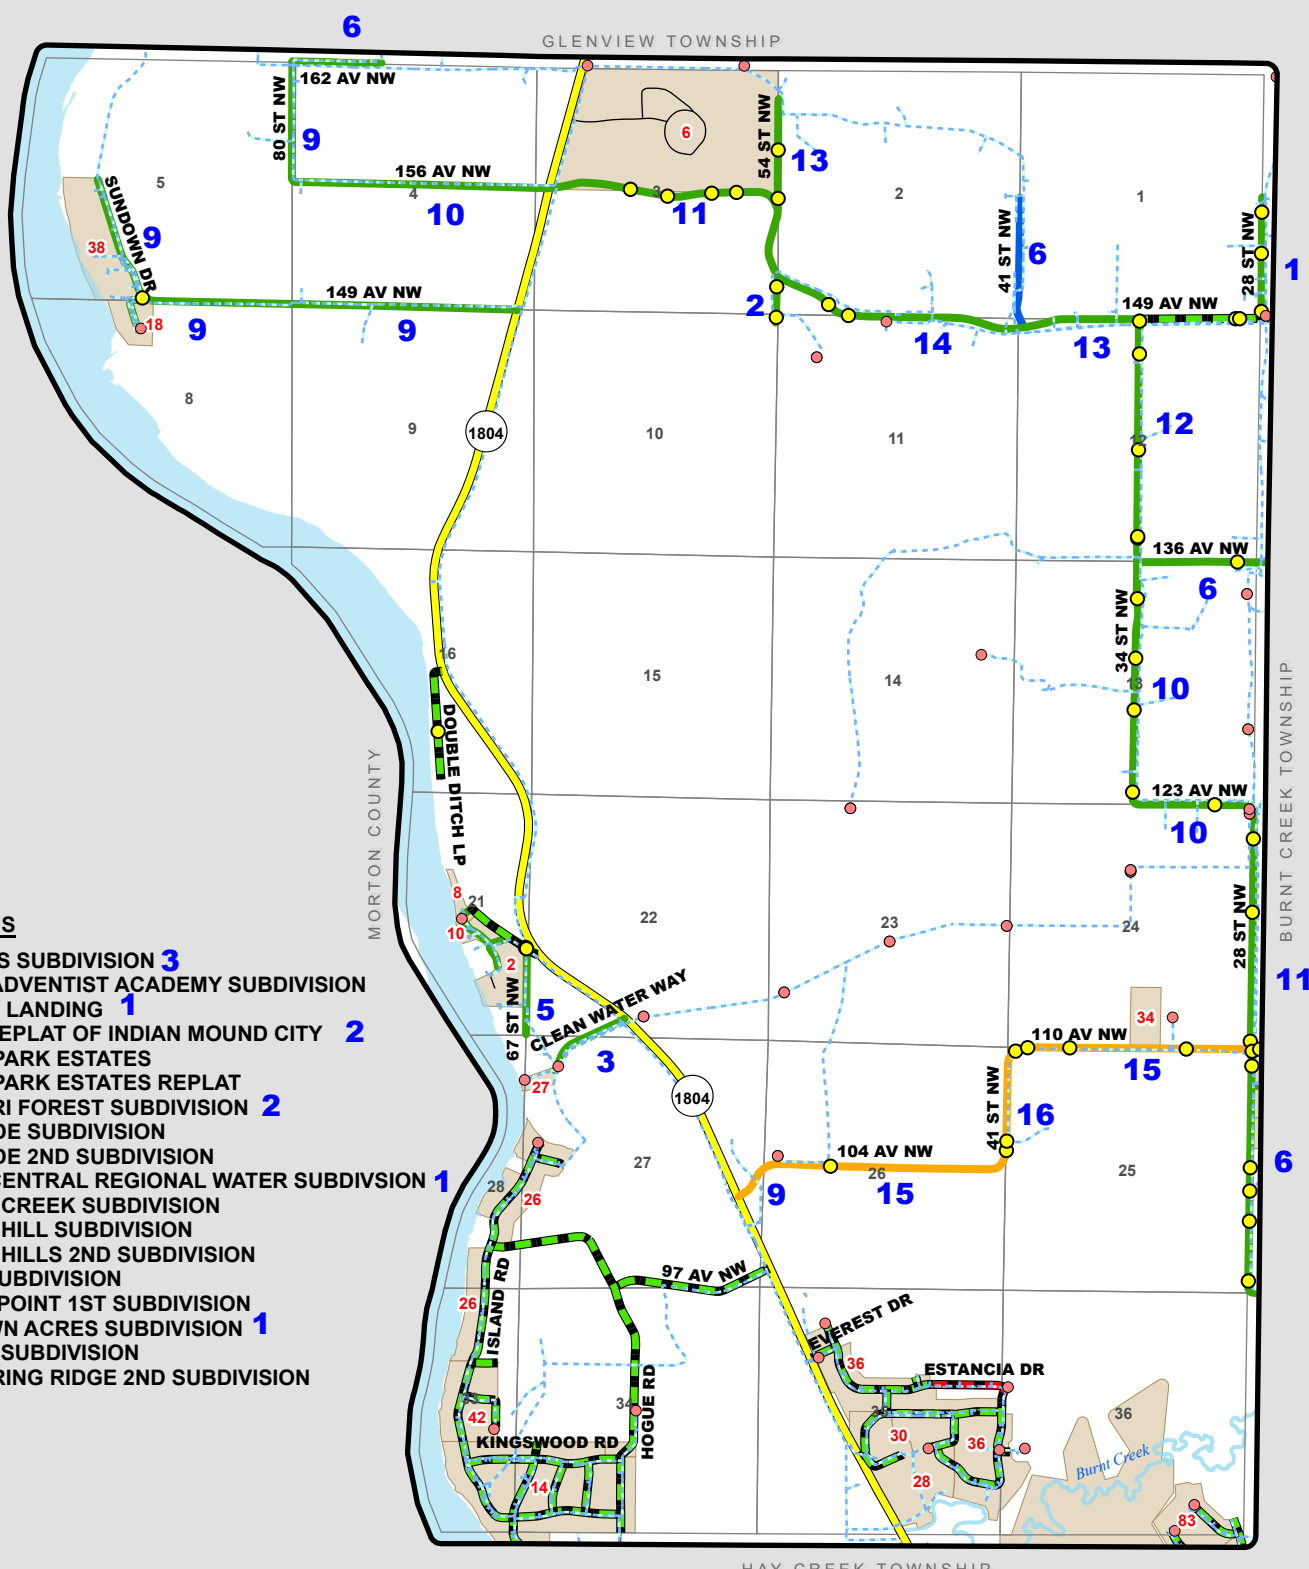 6
GLENVIEW TOWNSHIP
162 AV NW
80 ST NW
9
156 AV NW
10
4
5
SUNDOWN DR
9
38
18
149 AV NW
9
9
6
3
11
54 ST NW
13
2
2
1
41 ST NW
6
28 ST NW
1
149 AV NW
14
13
8
9
1804
10
11
12
12
136 AV NW
6
34 ST NW
16
15
14
13
10
DOUBLE DITCH LP
MORTON COUNTY
BURNT CREEK TOWNSHIP
123 AV NW
10
28 ST NW
8
21
10
2
22
23
24
11
67 ST NW
5
CLEAN WATER WAY
3
27
34
110 AV NW
15
41 ST NW
16
1804
104 AV NW
26
15
9
27
25
6
28
26
26
ISLAND RD
97 AV NW
EVEREST DR
36
ESTANCIA DR
42
34
HOGUE RD
KINGSWOOD RD
14
30
36
28
36
Burnt Creek
83
S
S SUBDIVISION 3
ADVENTIST ACADEMY SUBDIVISION
LANDING 1
EPLAT OF INDIAN MOUND CITY 2
PARK ESTATES
PARK ESTATES REPLAT
RI FOREST SUBDIVISION 2
DE SUBDIVISION
DE 2ND SUBDIVISION
CENTRAL REGIONAL WATER SUBDIVSION 1
CREEK SUBDIVISION
HILL SUBDIVISION
HILLS 2ND SUBDIVISION
SUBDIVISION
POINT 1ST SUBDIVISION
WN ACRES SUBDIVISION 1
SUBDIVISION
RING RIDGE 2ND SUBDIVISION
HAY CREEK TOWNSHIP